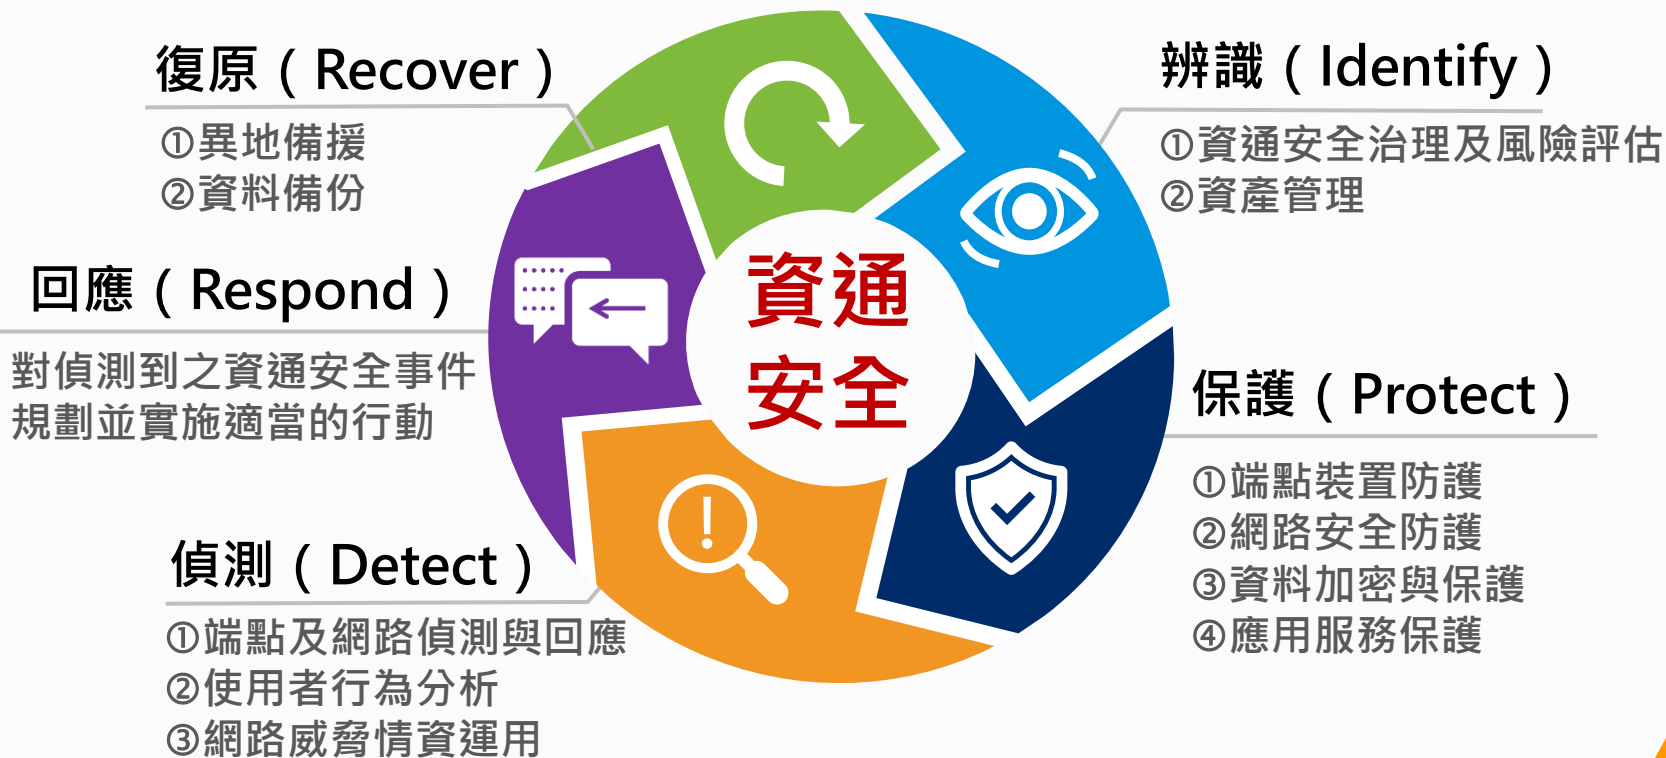 復原（Recover）
①異地備援
②資料備份
辨識（Identify）
①資通安全治理及風險評估
②資產管理
資通
安全
回應（Respond）
對偵測到之資通安全事件
規劃並實施適當的行動
保護（Protect）
①端點裝置防護
②網路安全防護
③資料加密與保護
④應用服務保護
偵測（Detect）
①端點及網路偵測與回應
②使用者行為分析
③網路威脅情資運用